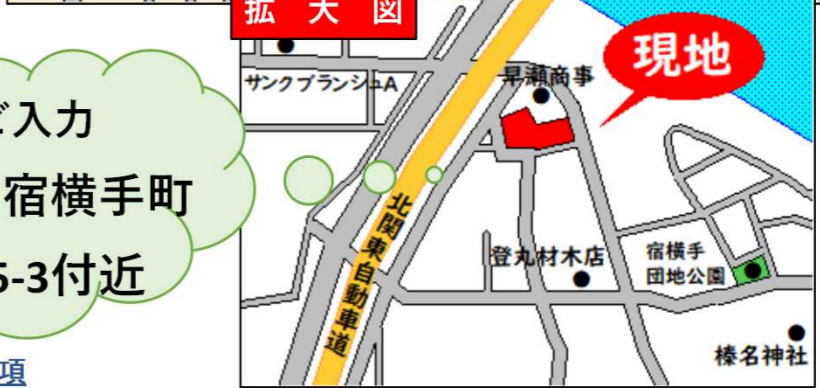 拡大図
サンクブランシュA
早瀬商事
現地
入力
宿横手町
5-3付近
北関東自動車道
登丸材木店
宿横手
団地公園
榛名神社
項